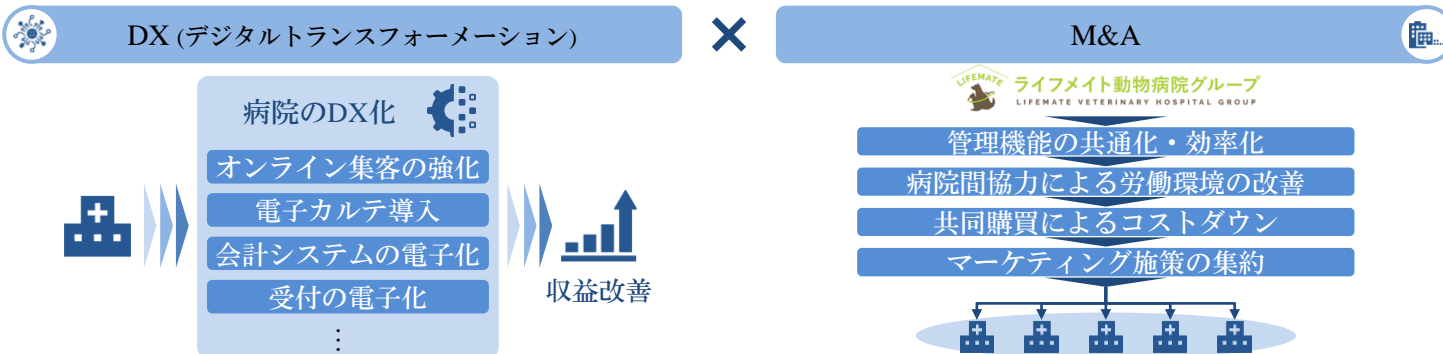 DX (デジタルトランスフォーメーション)
病院のDX化
オンライン集客の強化
電子カルテ導入
会計システムの電子化
受付の電子化
⋮
収益改善
M&A
LIFEMATE
ライフメイト動物病院グループ
LIFEMATE VETERINARY HOSPITAL GROUP
管理機能の共通化・効率化
病院間協力による労働環境の改善
共同購買によるコストダウン
マーケティング施策の集約